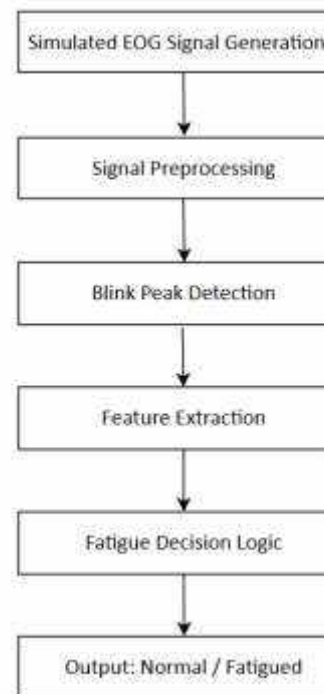 Simulated EOG Signal Generation
Signal Preprocessing
Blink Peak Detection
Feature Extraction
Fatigue Decision Logic
Output: Normal / Fatigued